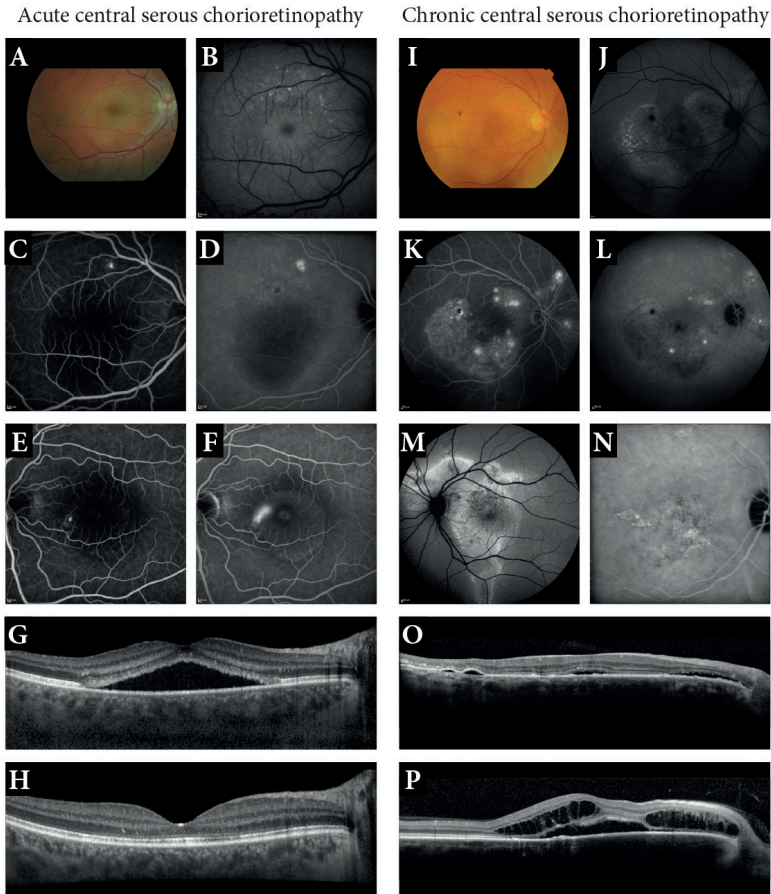 Acute central serous chorioretinopathy
Chronic central serous chorioretinopathy
A
B
C
D
E
F
G
H
I
J
K
L
M
N
O
P